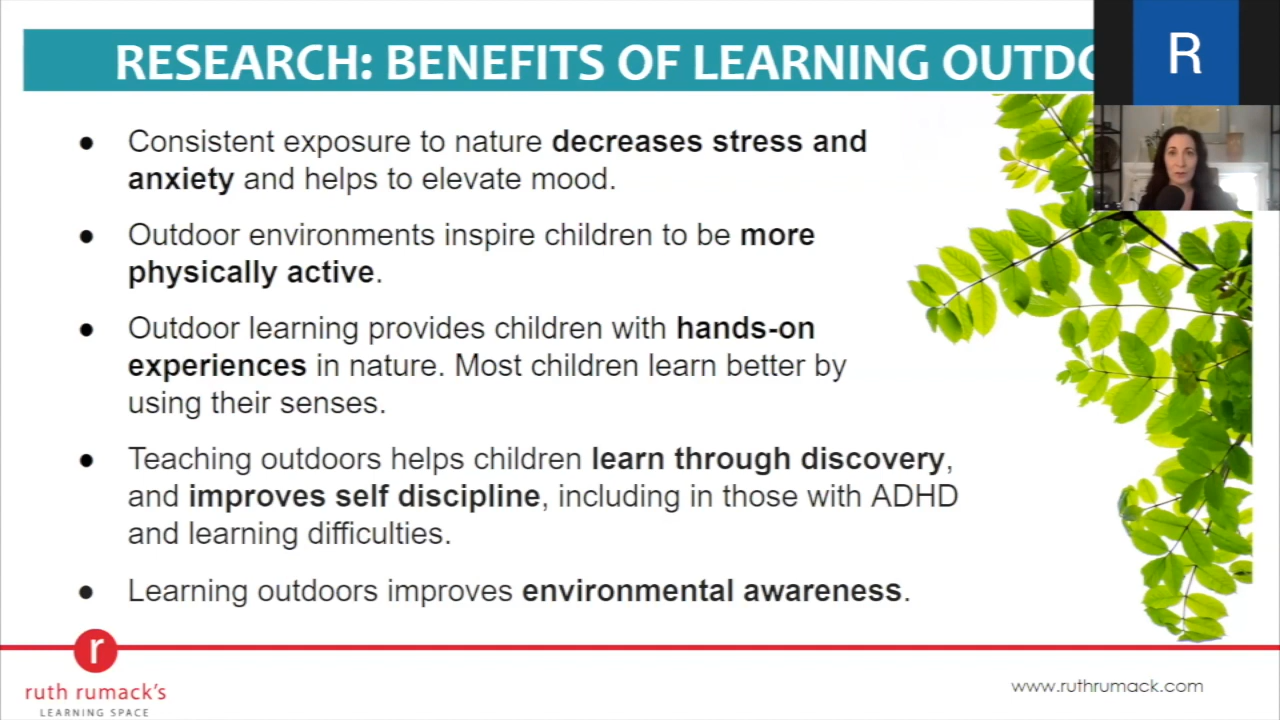 RESEARCH: BENEFITS OF LEARNING OUTDO
R
● Consistent exposure to nature decreases stress and
anxiety and helps to elevate mood.
● Outdoor environments inspire children to be more
physically active.
● Outdoor learning provides children with hands-on
experiences in nature. Most children learn better by
using their senses.
● Teaching outdoors helps children learn through discovery,
and improves self discipline, including in those with ADHD
and learning difficulties.
● Learning outdoors improves environmental awareness.
r
ruth rumack's
LEARNING SPACE
www.ruthrumack.com